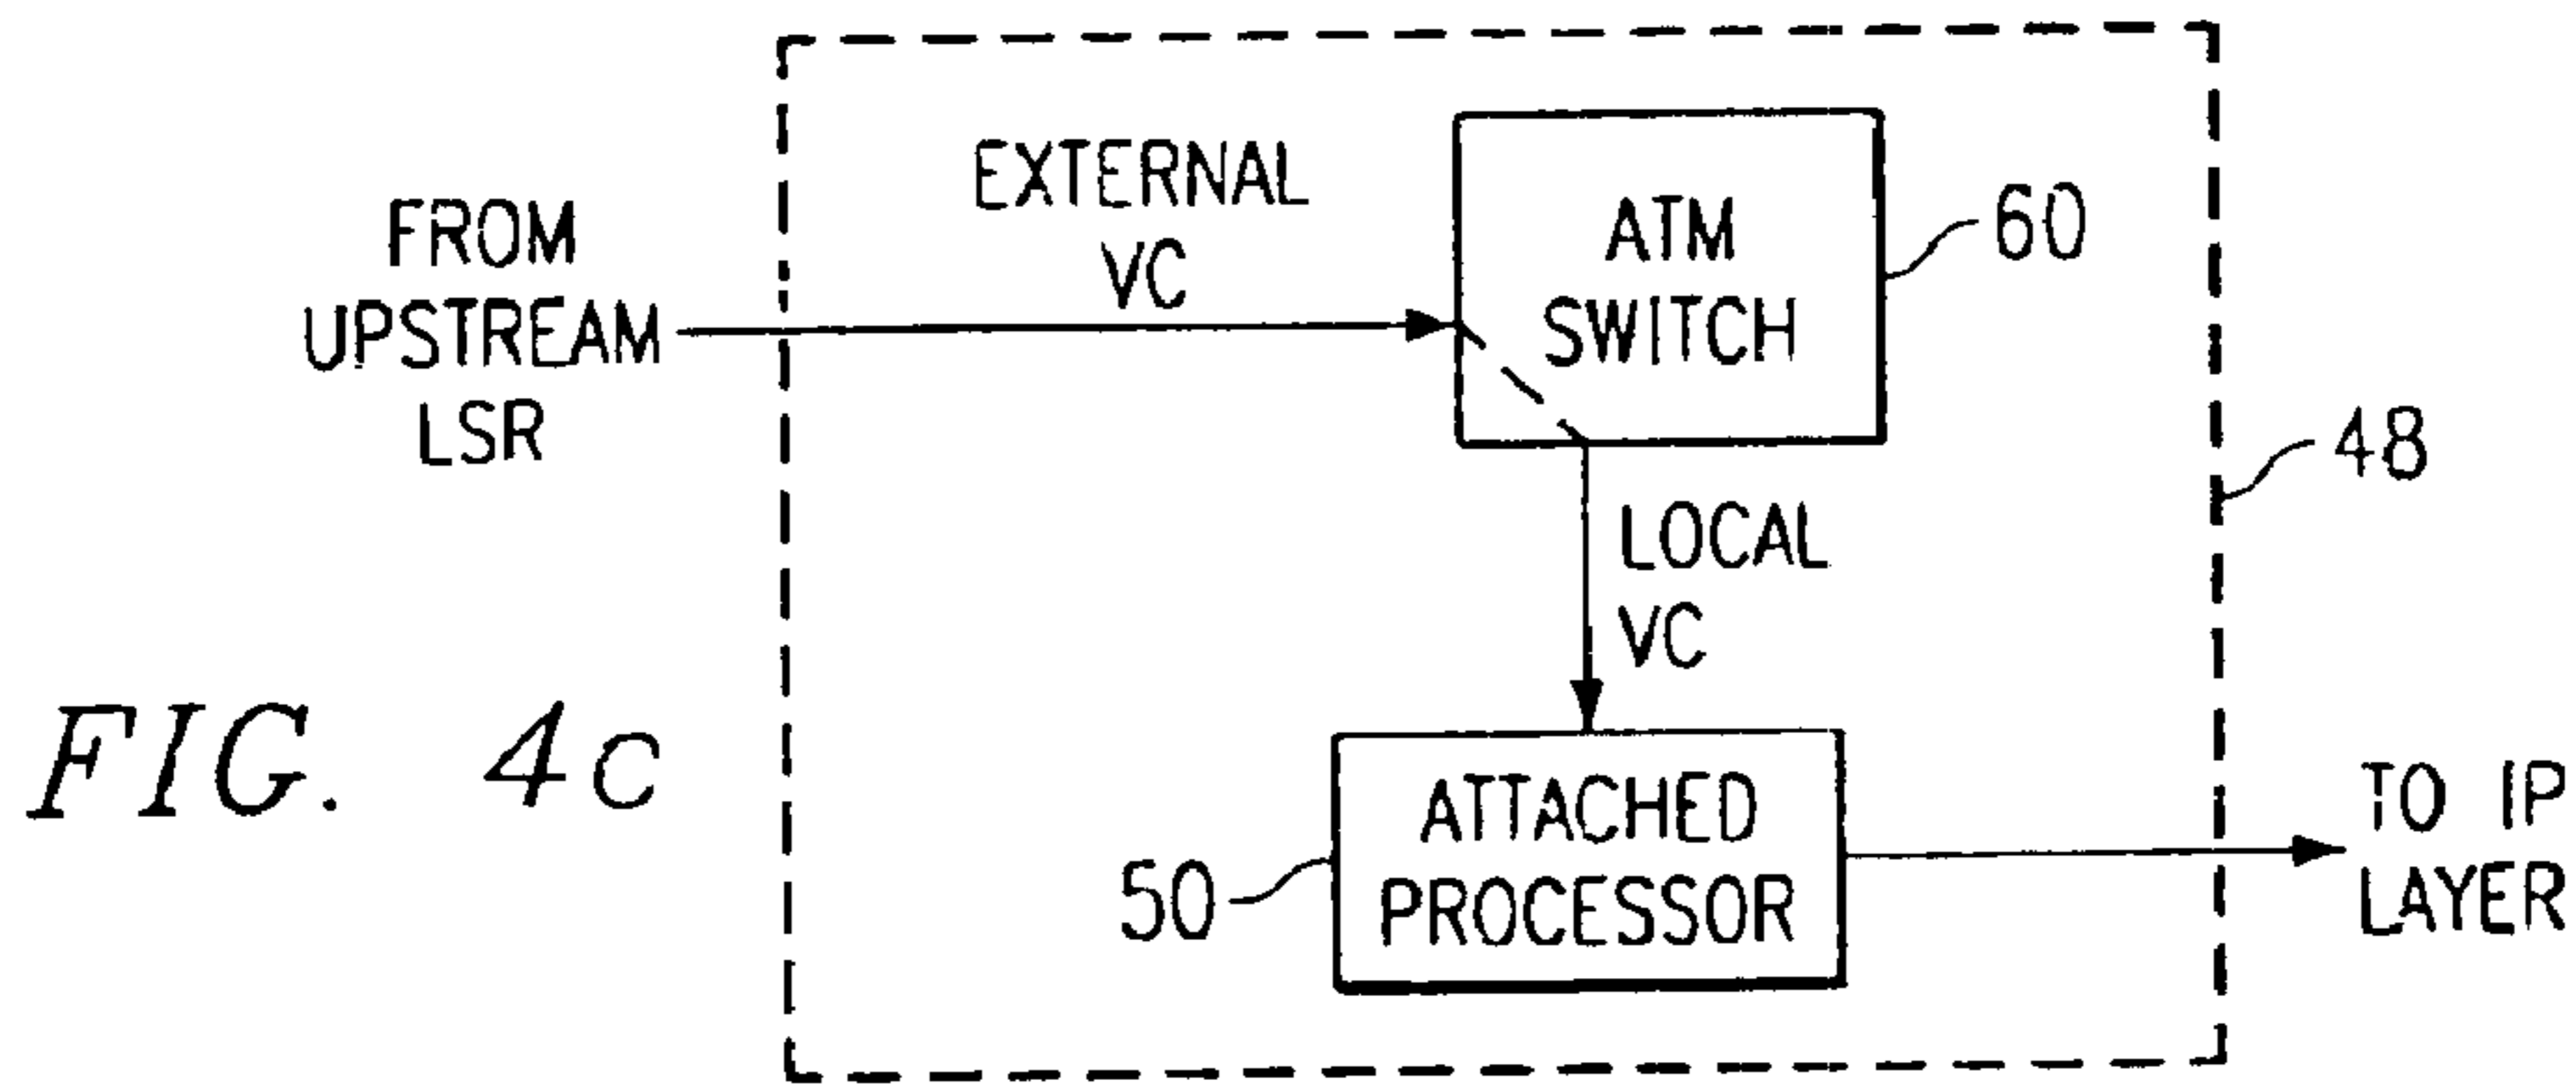 FROM
UPSTREAM
LSR
EXTERNAL
VC
ATM
SWITCH
60
48
LOCAL
VC
ATTACHED
PROCESSOR
50
TO IP
LAYER
FIG. 4c